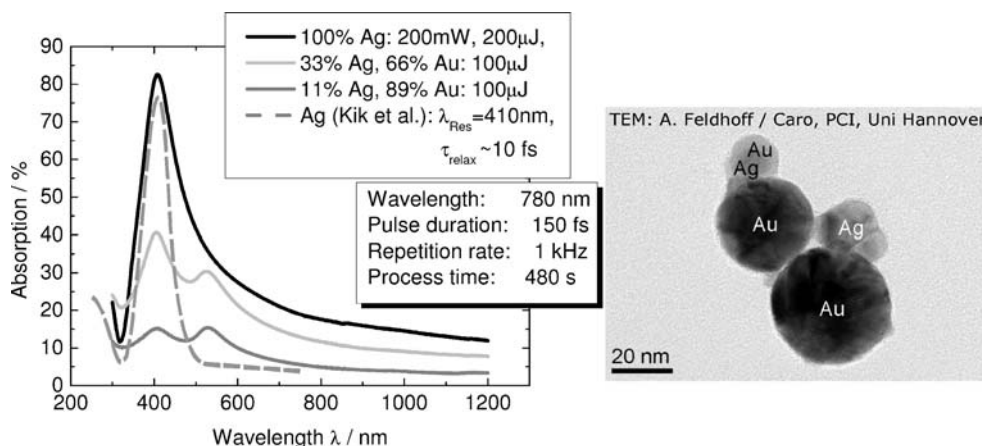 100% Ag: 200mW, 200μJ,
33% Ag, 66% Au: 100μJ
11% Ag, 89% Au: 100μJ
Ag (Kik et al.): λRes=410nm,
τrelax ~10 fs
Wavelength: 780 nm
Pulse duration: 150 fs
Repetition rate: 1 kHz
Process time: 480 s
Absorption / %
90
80
70
60
50
40
30
20
10
0
200 400 600 800 1000 1200
Wavelength λ / nm
TEM: A. Feldhoff / Caro, PCI, Uni Hannover
Au
Ag
Au
Ag
Au
20 nm